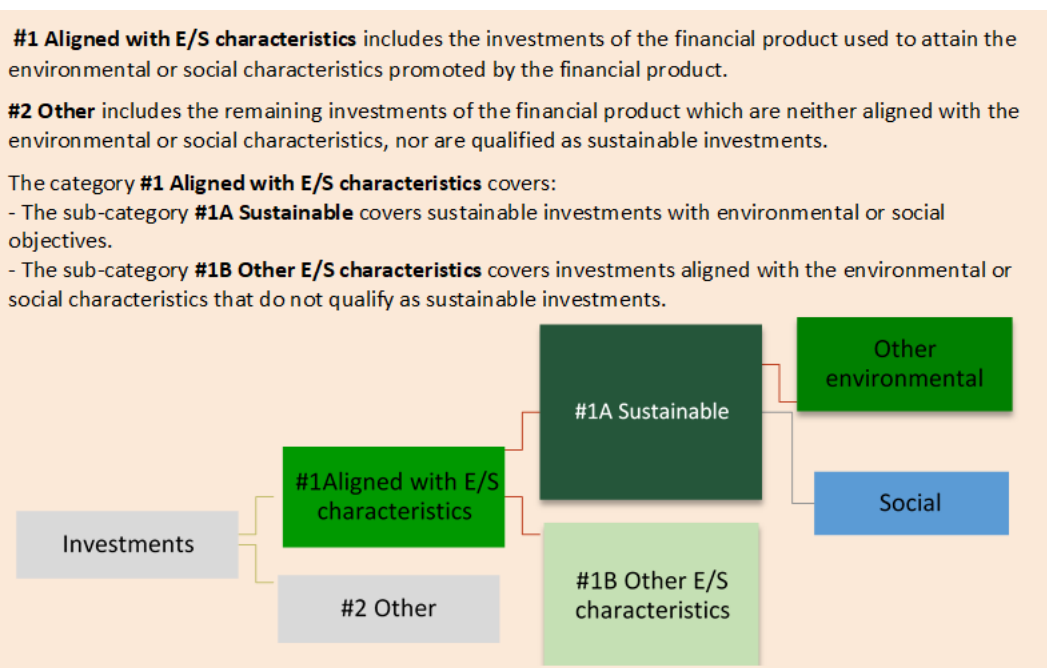 #1 Aligned with E/S characteristics includes the investments of the financial product used to attain the
environmental or social characteristics promoted by the financial product.
#2 Other includes the remaining investments of the financial product which are neither aligned with the
environmental or social characteristics, nor are qualified as sustainable investments.
The category #1 Aligned with E/S characteristics covers:
- The sub-category #1A Sustainable covers sustainable investments with environmental or social
objectives.
- The sub-category #1B Other E/S characteristics covers investments aligned with the environmental or
social characteristics that do not qualify as sustainable investments.
Investments
#1Aligned with E/S
characteristics
#2 Other
#1A Sustainable
#1B Other E/S
characteristics
Other
environmental
Social